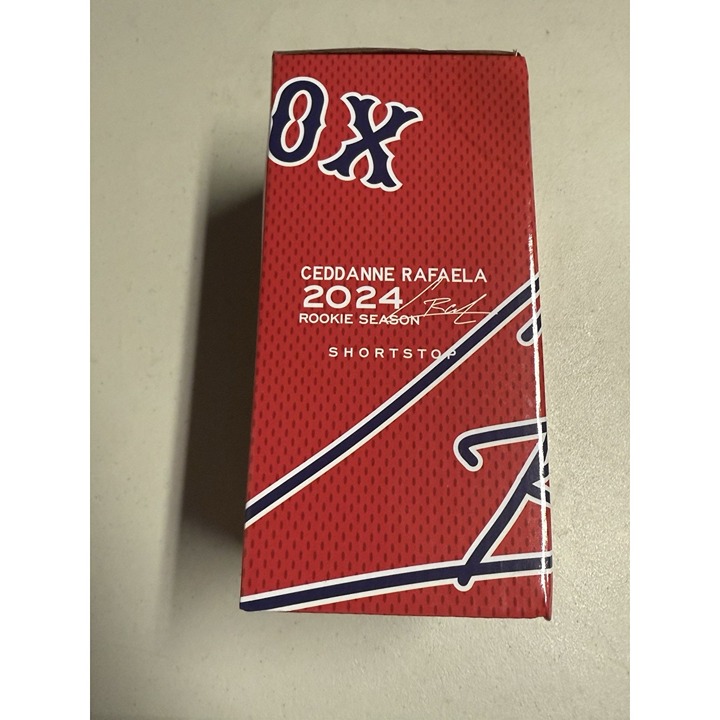 OX
CEDDANNE RAFAELA
2024
ROOKIE SEASON
SHORTSTOP